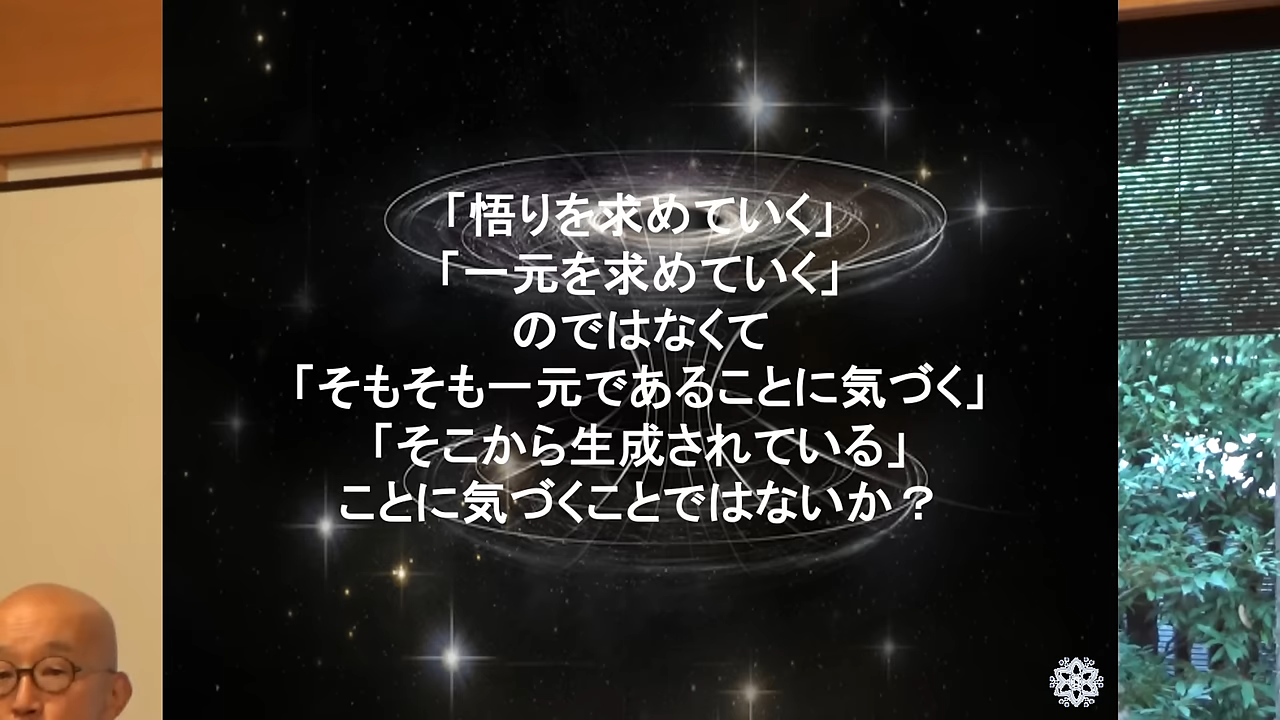 「悟りを求めていく」
「一元を求めていく」
のではなくて
「そもそも一元であることに気づく」
「そこから生成されている」
ことに気づくことではないか？